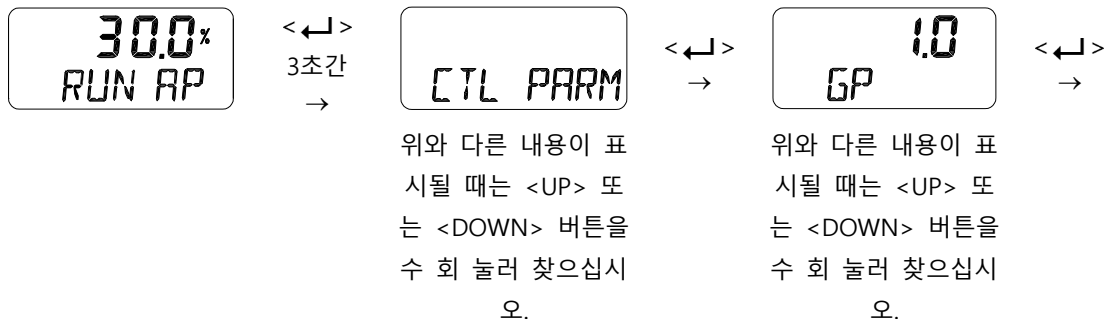 30.0%
RUN AP
<↵>
3초간
→
CTL PARM
<↵>
→
1.0
GP
<↵>
→
위와 다른 내용이 표
시될 때는 <UP> 또
는 <DOWN> 버튼을
수 회 눌러 찾으십시
오.
위와 다른 내용이 표
시될 때는 <UP> 또
는 <DOWN> 버튼을
수 회 눌러 찾으십시
오.